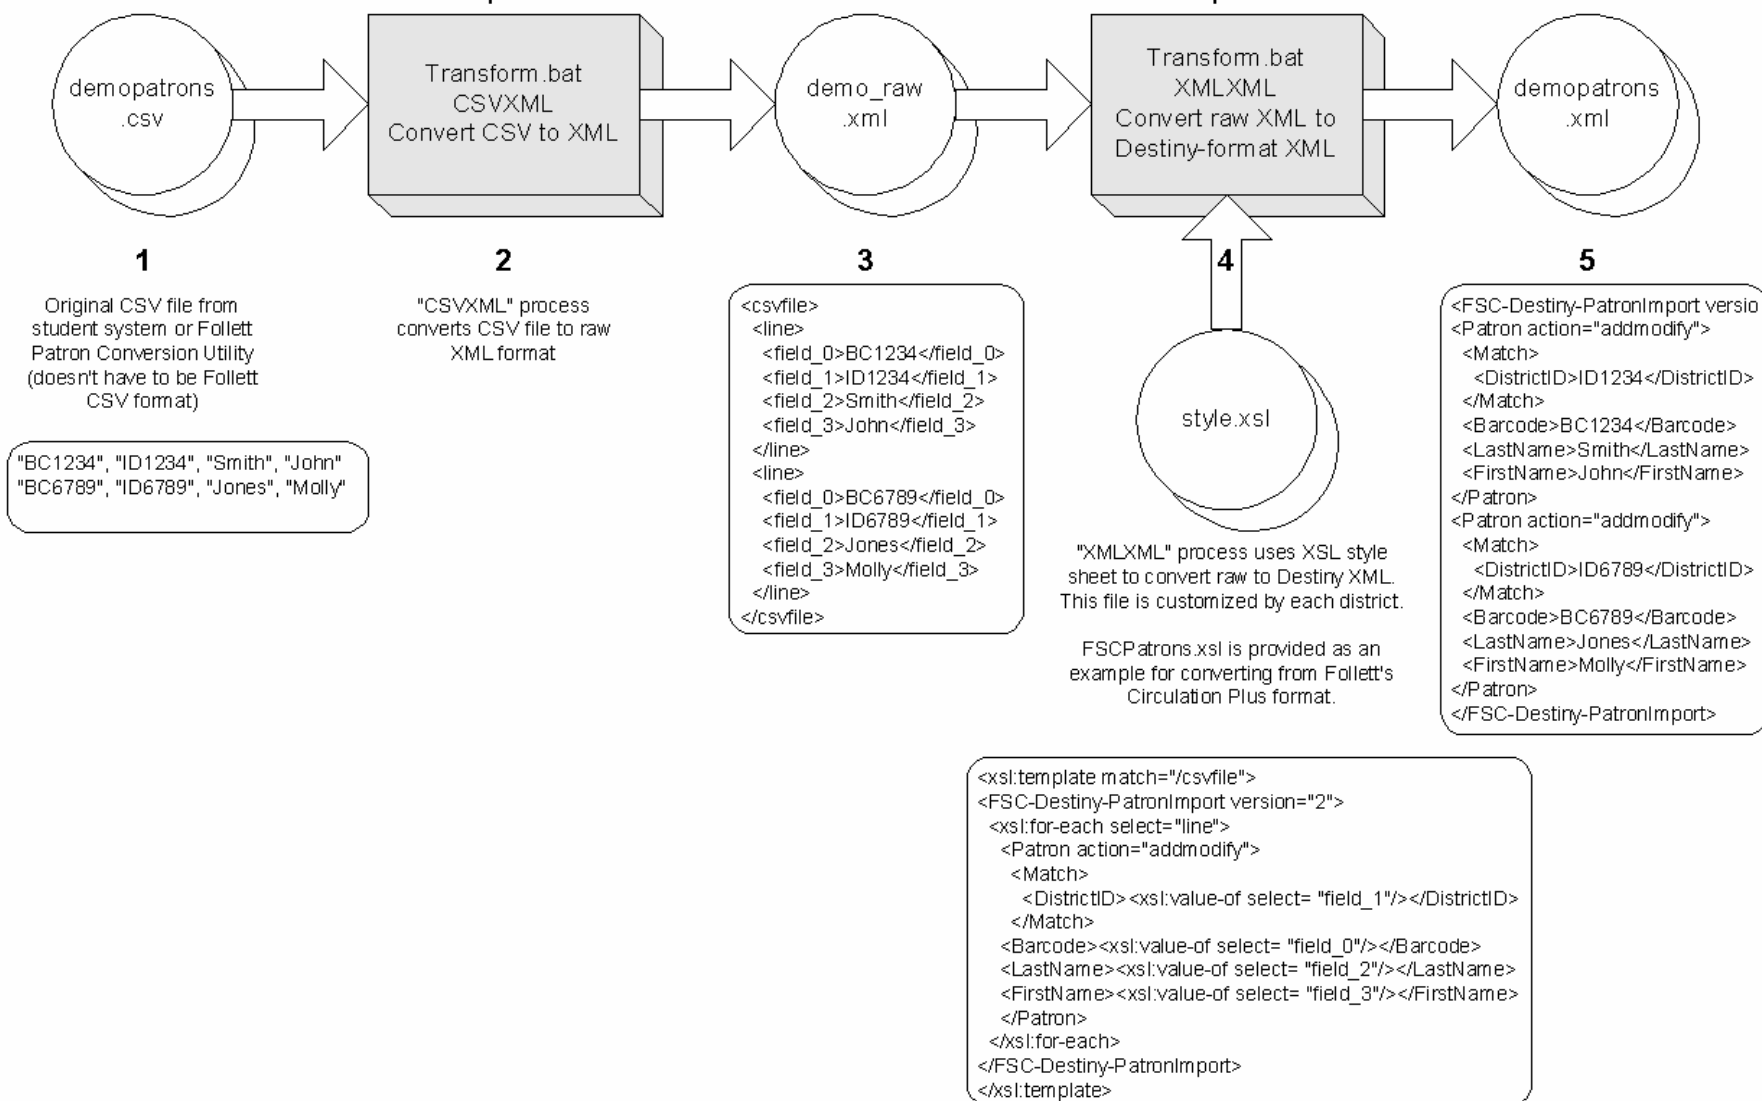 demopatrons
.csv
Transform.bat
CSVXML
Convert CSV to XML
demo_raw
.xml
Transform.bat
XMLXML
Convert raw XML to
Destiny-format XML
demopatrons
.xml
1
Original CSV file from
student system or Follett
Patron Conversion Utility
(doesn't have to be Follett
CSV format)
"BC1234", "ID1234", "Smith", "John"
"BC6789", "ID6789", "Jones", "Molly"
2
"CSVXML" process
converts CSV file to raw
XML format
3
<csvfile>
<line>
<field_0>BC1234</field_0>
<field_1>ID1234</field_1>
<field_2>Smith</field_2>
<field_3>John</field_3>
</line>
<line>
<field_0>BC6789</field_0>
<field_1>ID6789</field_1>
<field_2>Jones</field_2>
<field_3>Molly</field_3>
</line>
</csvfile>
4
style.xsl
"XMLXML" process uses XSL style
sheet to convert raw to Destiny XML.
This file is customized by each district.
FSCPatrons.xsl is provided as an
example for converting from Follett's
Circulation Plus format.
<xsl:template match="/csvfile">
<FSC-Destiny-PatronImport version="2">
<xsl:for-each select="line">
<Patron action="addmodify">
<Match>
<DistrictID><xsl:value-of select= "field_1"/></DistrictID>
</Match>
<Barcode><xsl:value-of select= "field_0"/></Barcode>
<LastName><xsl:value-of select= "field_2"/></LastName>
<FirstName><xsl:value-of select= "field_3"/></FirstName>
</Patron>
</xsl:for-each>
</FSC-Destiny-PatronImport>
</xsl:template>
5
<FSC-Destiny-PatronImport versio
<Patron action="addmodify">
<Match>
<DistrictID>ID1234</DistrictID>
</Match>
<Barcode>BC1234</Barcode>
<LastName>Smith</LastName>
<FirstName>John</FirstName>
</Patron>
<Patron action="addmodify">
<Match>
<DistrictID>ID6789</DistrictID>
</Match>
<Barcode>BC6789</Barcode>
<LastName>Jones</LastName>
<FirstName>Molly</FirstName>
</Patron>
</FSC-Destiny-PatronImport>